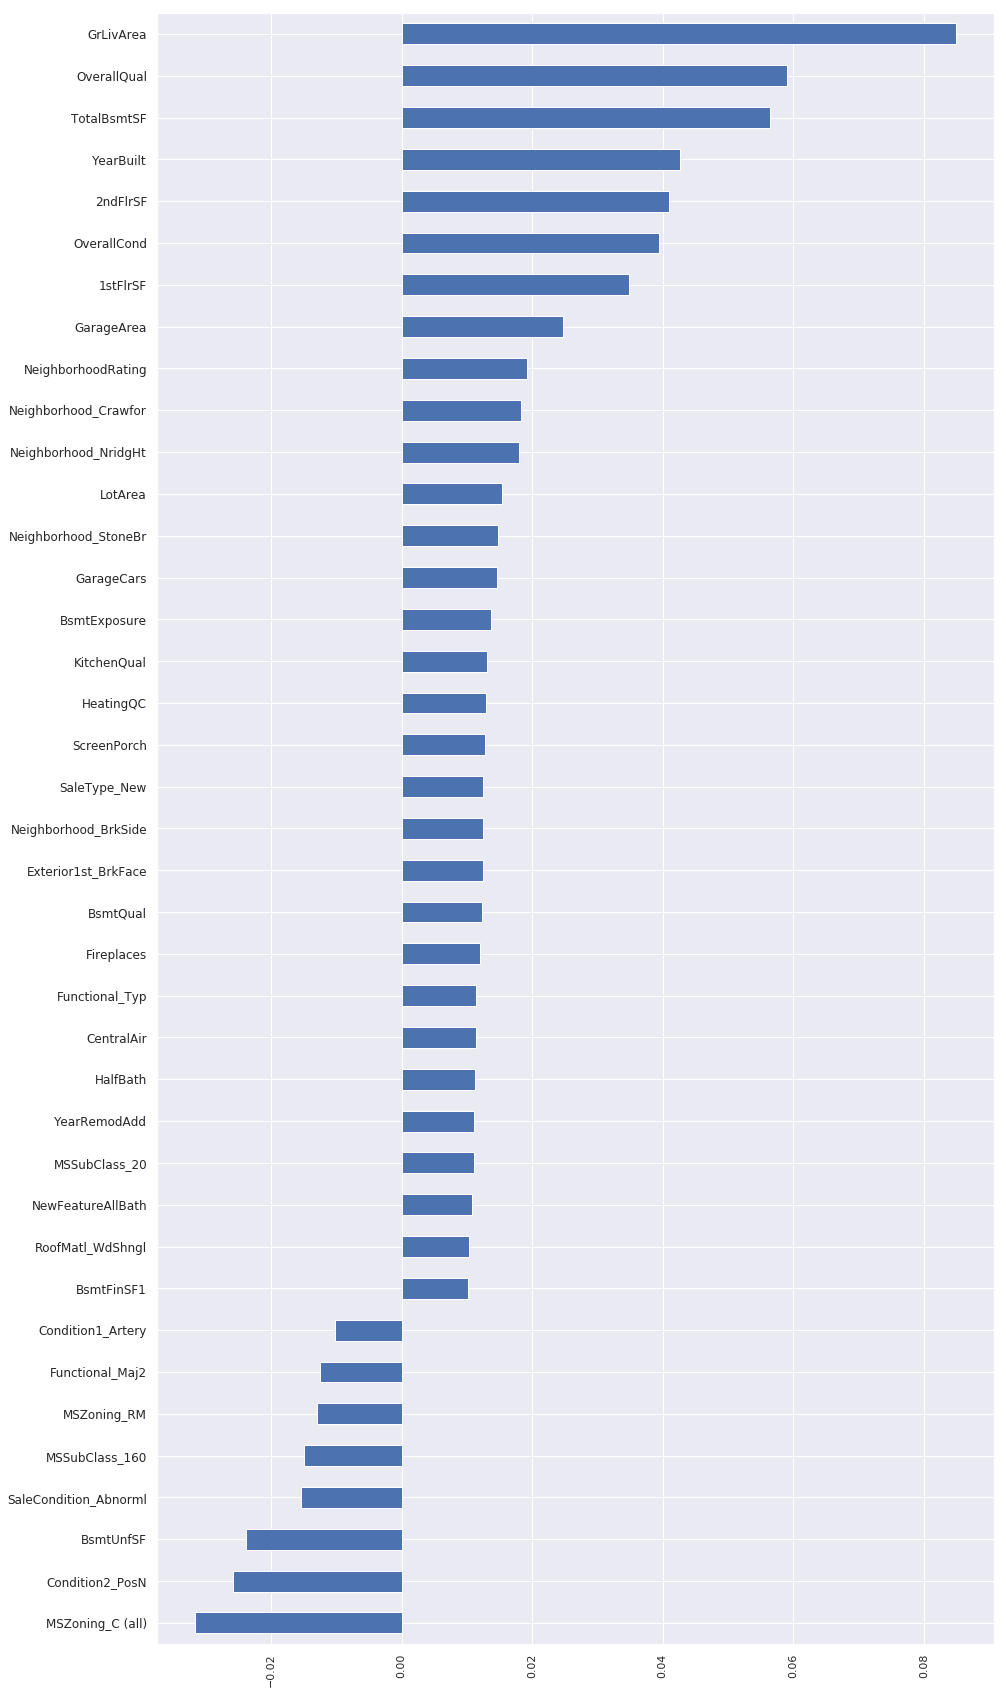 GrLivArea
OverallQual
TotalBsmtSF
YearBuilt
2ndFlrSF
OverallCond
1stFlrSF
GarageArea
NeighborhoodRating
Neighborhood_Crawfor
Neighborhood_NridgHt
LotArea
Neighborhood_StoneBr
GarageCars
BsmtExposure
KitchenQual
HeatingQC
ScreenPorch
SaleType_New
Neighborhood_BrkSide
Exterior1st_BrkFace
BsmtQual
Fireplaces
Functional_Typ
CentralAir
HalfBath
YearRemodAdd
MSSubClass_20
NewFeatureAllBath
RoofMatl_WdShngl
BsmtFinSF1
Condition1_Artery
Functional_Maj2
MSZoning_RM
MSSubClass_160
SaleCondition_Abnorml
BsmtUnfSF
Condition2_PosN
MSZoning_C (all)
−0.02
0.00
0.02
0.04
0.06
0.08